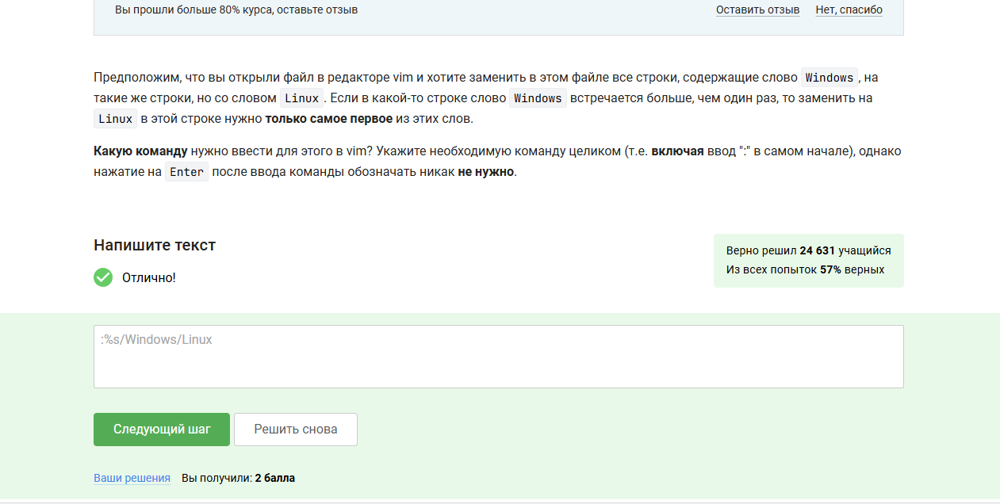 Вы прошли больше 80% курса, оставьте отзыв Оставить отзыв Нет, спасибо
Предположим, что вы открыли файл в редакторе vim и хотите заменить в этом файле все строки, содержащие слово Windows, на
такие же строки, но со словом Linux. Если в какой-то строке слово Windows встречается больше, чем один раз, то заменить на
Linux в этой строке нужно только самое первое из этих слов.
Какую команду нужно ввести для этого в vim? Укажите необходимую команду целиком (т.е. включая ввод ":" в самом начале), однако
нажатие на Enter после ввода команды обозначать никак не нужно.
Напишите текст
Отлично!
Верно решил 24 631 учащийся
Из всех попыток 57% верных
:%s/Windows/Linux
Следующий шаг Решить снова
Ваши решения Вы получили: 2 балла